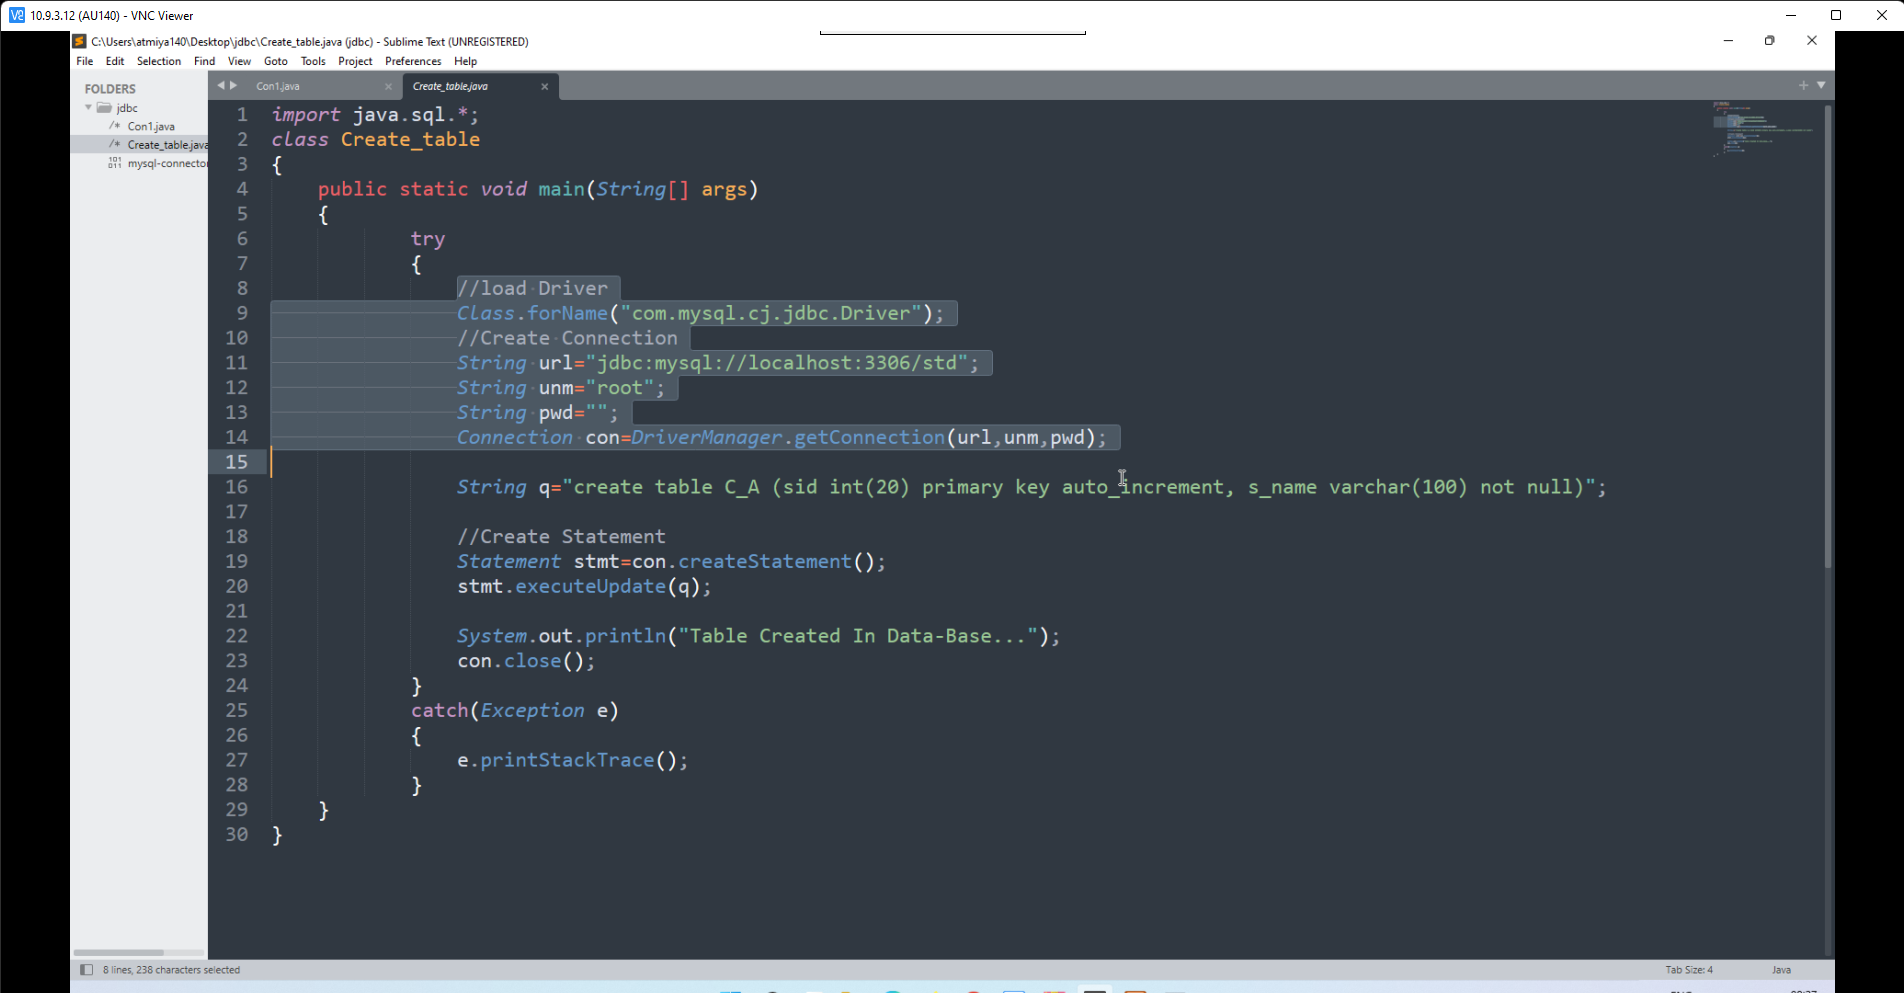 10.9.3.12 (AU140) - VNC Viewer
C:\Users\atmiya140\Desktop\jdbc\Create_table.java (jdbc) - Sublime Text (UNREGISTERED)
File Edit Selection Find View Goto Tools Project Preferences Help
FOLDERS
jdbc
/* Con1.java
/* Create_table.java
mysql-connector
Con1.java
Create_table.java
1 import java.sql.*;
2 class Create_table
3 {
4 public static void main(String[] args)
5 {
6 try
7 {
8 //load Driver
9 Class.forName("com.mysql.cj.jdbc.Driver");
10 //Create Connection
11 String url="jdbc:mysql://localhost:3306/std";
12 String unm="root";
13 String pwd="";
14 Connection con=DriverManager.getConnection(url,unm,pwd);
15
16 String q="create table C_A (sid int(20) primary key auto_increment, s_name varchar(100) not null)";
17
18 //Create Statement
19 Statement stmt=con.createStatement();
20 stmt.executeUpdate(q);
21
22 System.out.println("Table Created In Data-Base...");
23 con.close();
24 }
25 catch(Exception e)
26 {
27 e.printStackTrace();
28 }
29 }
30 }
8 lines, 238 characters selected
Tab Size: 4
Java